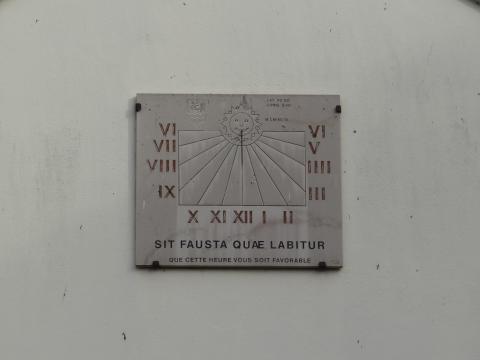 VI VI
VII V
VIII IIII
IX III
X XI XII I II
SIT FAUSTA QUÆ LABITUR
QUE CETTE HEURE VOUS SOIT FAVORABLE